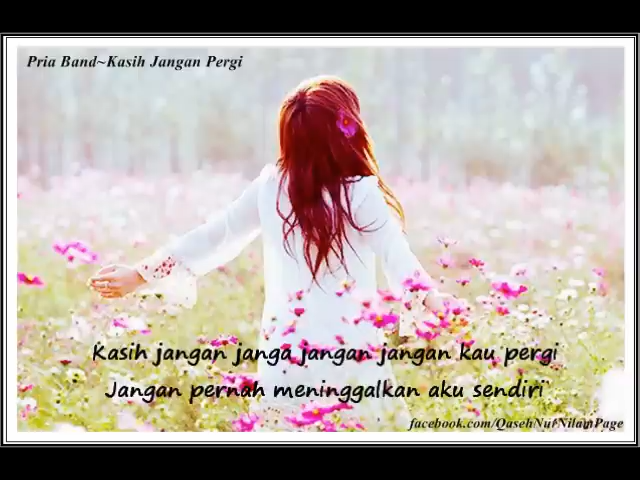 Pria Band~Kasih Jangan Pergi
Kasih jangan janga jangan jangan kau pergi
Jangan pernah meninggalkan aku sendiri
facebook.com/QasehNurNilamPage